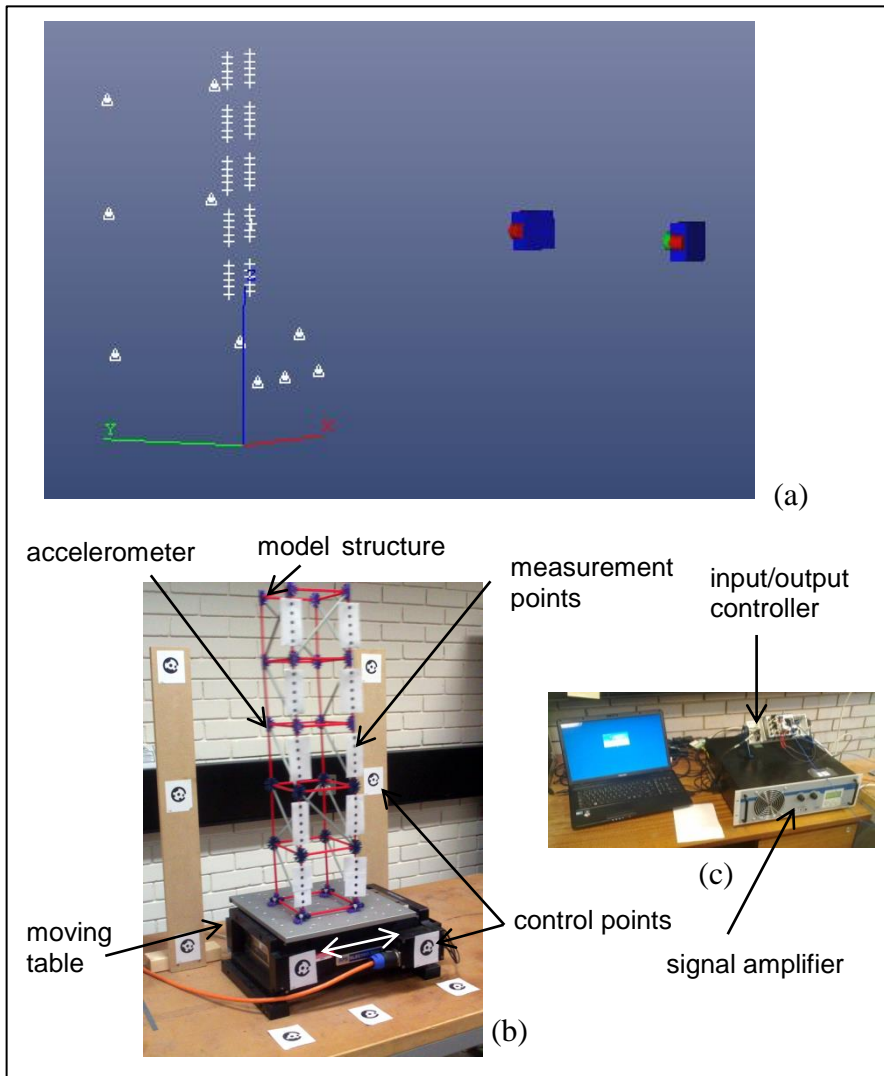 Y
X
Z
(a)
accelerometer
model structure
measurement
points
input/output
controller
moving
table
control points
(b)
(c)
signal amplifier